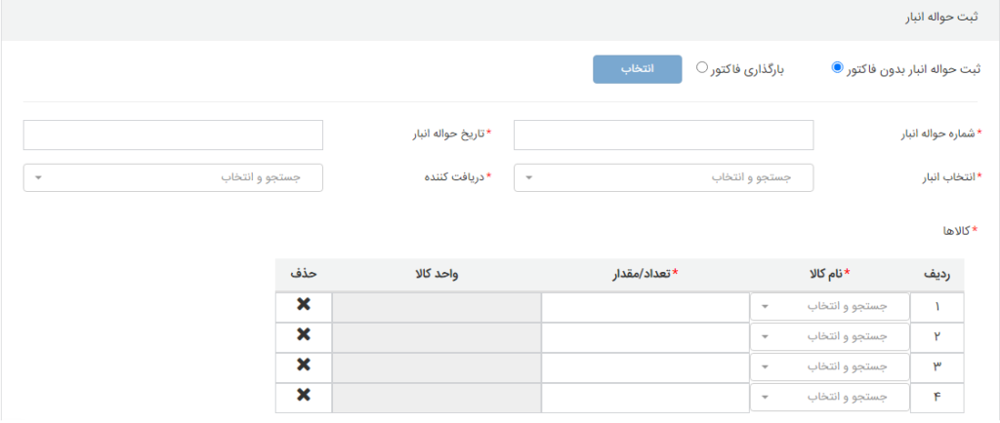 ثبت حواله انبار
ثبت حواله انبار بدون فاکتور بارگذاری فاکتور انتخاب
*شماره حواله انبار *تاریخ حواله انبار
*انتخاب انبار جستجو و انتخاب *دریافت کننده جستجو و انتخاب
*کالاها
ردیف *نام کالا *تعداد/مقدار واحد کالا حذف
۱ جستجو و انتخاب
۲ جستجو و انتخاب
۳ جستجو و انتخاب
۴ جستجو و انتخاب